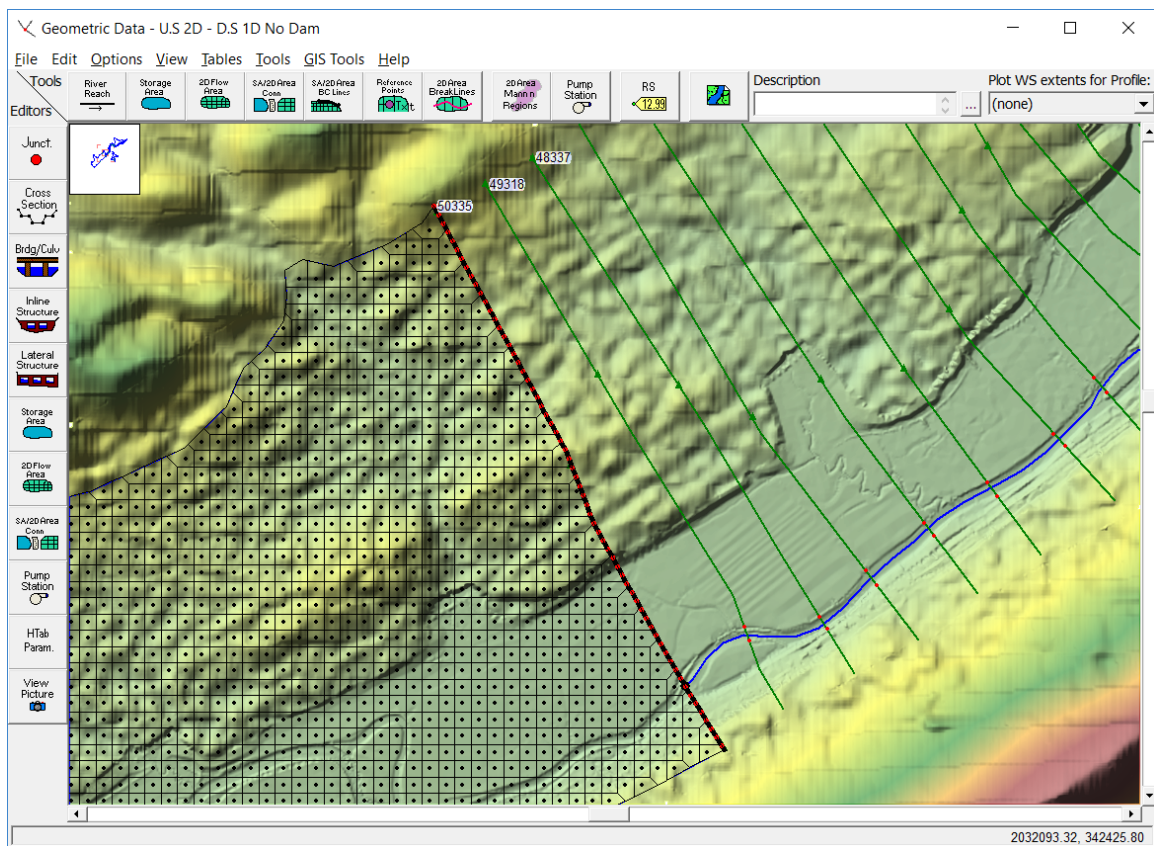 Geometric Data - U.S 2D - D.S 1D No Dam
File Edit Options View Tables Tools GIS Tools Help
Tools
Editors
River
Reach
Storage
Area
2D Flow
Area
SA/2D Area
Conn
SA/2D Area
BC Lines
Reference
Points
2D Area
BreakLines
2D Area
Mann n
Regions
Pump
Station
RS
12.99
Description
...
Plot WS extents for Profile:
(none)
Junct.
Cross
Section
Brdg/Culv
Inline
Structure
Lateral
Structure
Storage
Area
2D Flow
Area
SA/2D Area
Conn
Pump
Station
HTab
Param.
View
Picture
48337
49318
50335
2032093.32, 342425.80